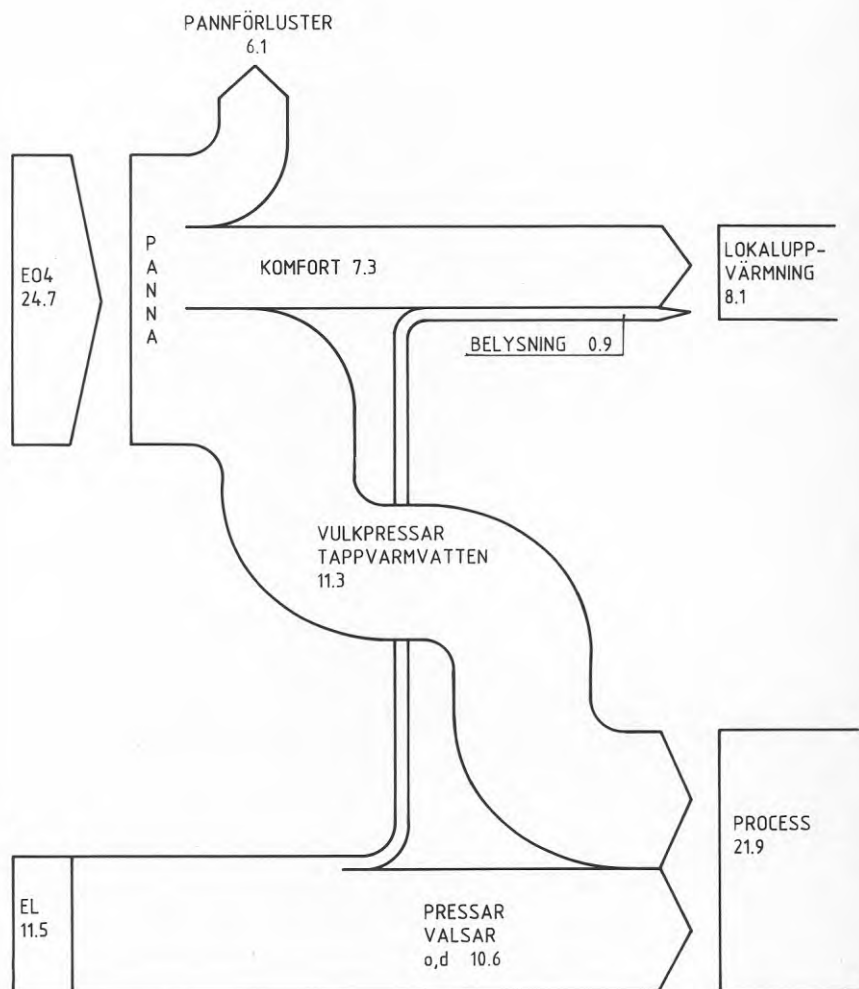 PANNFÖRLUSTER
6.1
EO4
24.7
PANNA
KOMFORT 7.3
LOKALUPP-
VÄRMNING
8.1
BELYSNING 0.9
VULKPRESSAR
TAPPVARMVATTEN
11.3
PROCESS
21.9
EL
11.5
PRESSAR
VALSAR
o,d 10.6